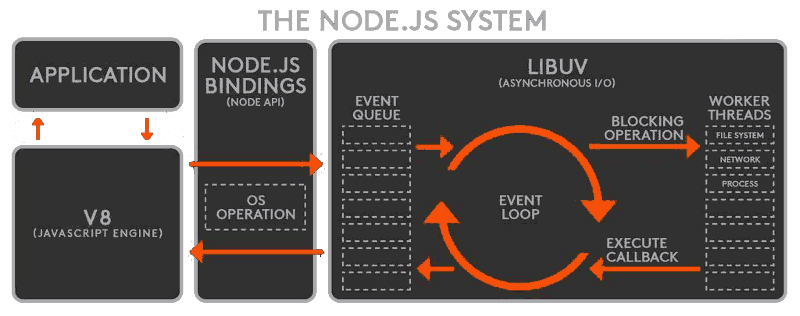 THE NODE.JS SYSTEM
APPLICATION
V8
(JAVASCRIPT ENGINE)
NODE.JS
BINDINGS
(NODE API)
OS
OPERATION
LIBUV
(ASYNCHRONOUS I/O)
EVENT
QUEUE
EVENT
LOOP
BLOCKING
OPERATION
EXECUTE
CALLBACK
WORKER
THREADS
FILE SYSTEM
NETWORK
PROCESS